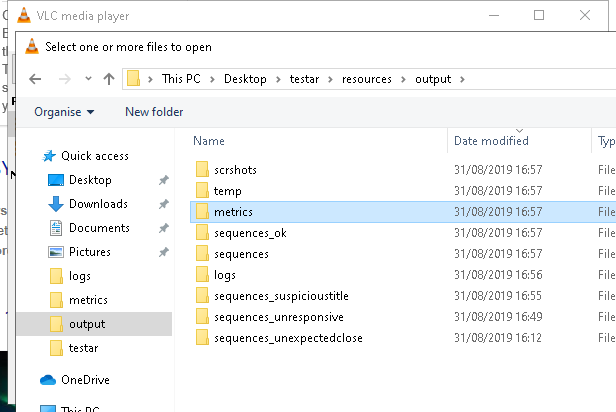 VLC media player
Select one or more files to open
This PC > Desktop > testar > resources > output >
Organise New folder
Name Date modified Typ
Quick access
Desktop
Downloads
Documents
Pictures
logs
metrics
output
testar
OneDrive
This PC
scrshots 31/08/2019 16:57 File
temp 31/08/2019 16:57 File
metrics 31/08/2019 16:57 File
sequences_ok 31/08/2019 16:57 File
sequences 31/08/2019 16:57 File
logs 31/08/2019 16:56 File
sequences_suspicioustitle 31/08/2019 16:55 File
sequences_unresponsive 31/08/2019 16:49 File
sequences_unexpectedclose 31/08/2019 16:12 File